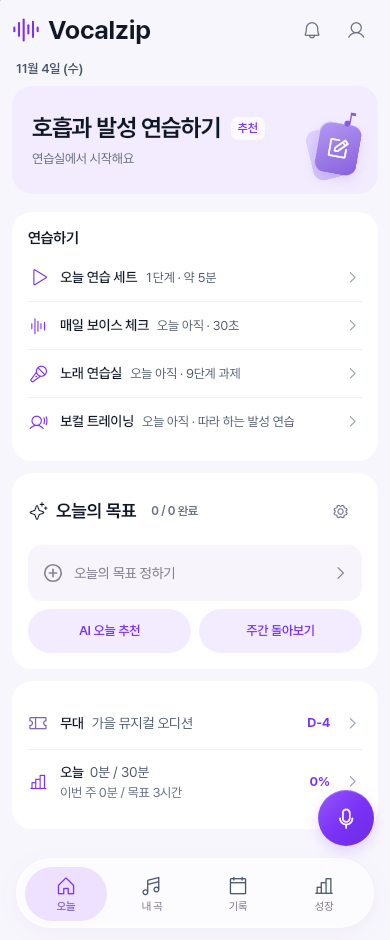 Vocalzip
11월 4일 (수)
호흡과 발성 연습하기 추천
연습실에서 시작해요
연습하기
오늘 연습 세트 1단계 · 약 5분
매일 보이스 체크 오늘 아직 · 30초
노래 연습실 오늘 아직 · 9단계 과제
보컬 트레이닝 오늘 아직 · 따라 하는 발성 연습
오늘의 목표 0 / 0 완료
오늘의 목표 정하기
AI 오늘 추천 주간 돌아보기
무대 가을 뮤지컬 오디션 D-4
오늘 0분 / 30분 0%
이번 주 0분 / 목표 3시간
오늘 내 곡 기록 성장